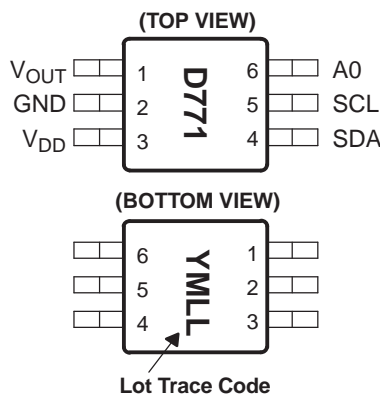 (TOP VIEW)
VOUT 1 D771 6 A0
GND 2 5 SCL
VDD 3 4 SDA
(BOTTOM VIEW)
6 YMLL 1
5 2
4 3
Lot Trace Code